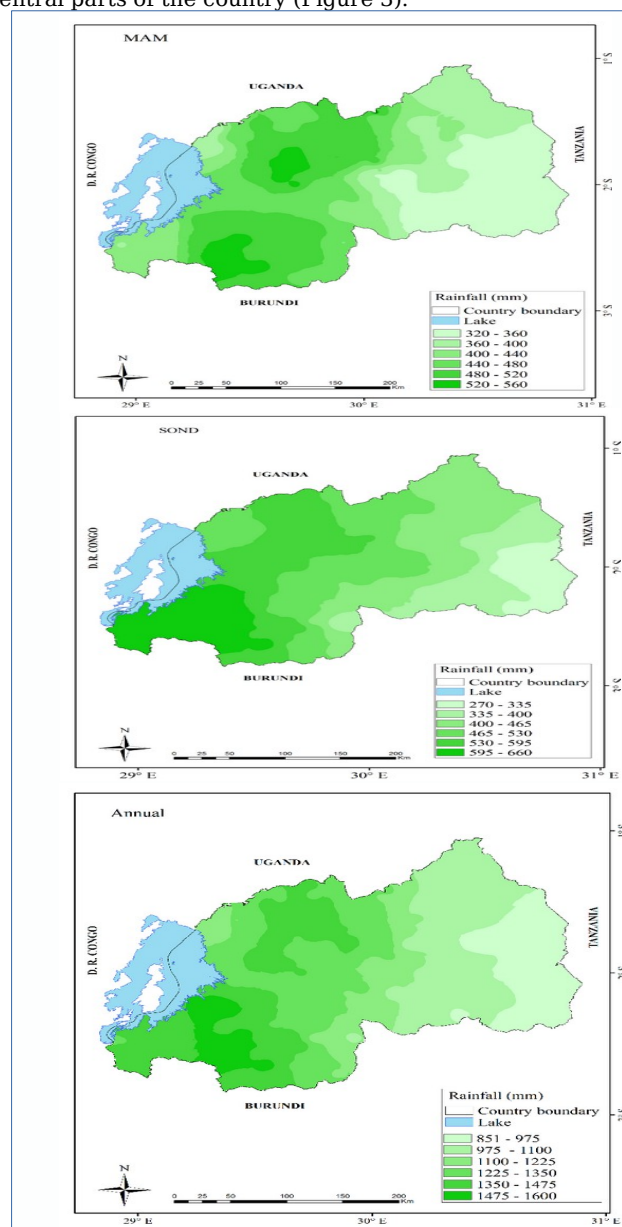 entral parts of the country (Figure 3).
MAM
UGANDA
D. R. CONGO
TANZANIA
1°S
2°S
3°S
BURUNDI
Rainfall (mm)
Country boundary
Lake
320 - 360
360 - 400
400 - 440
440 - 480
480 - 520
520 - 560
N
0 25 50 100 150 200
Km
29° E 30° E 31° E
SOND
UGANDA
D. R. CONGO
TANZANIA
BURUNDI
Rainfall (mm)
Country boundary
Lake
270 - 335
335 - 400
400 - 465
465 - 530
530 - 595
595 - 660
N
0 25 50 100 150 200
Km
29° E 30° E 31° E
Annual
UGANDA
D. R. CONGO
TANZANIA
BURUNDI
Rainfall (mm)
Country boundary
Lake
851 - 975
975 - 1100
1100 - 1225
1225 - 1350
1350 - 1475
1475 - 1600
N
0 25 50 100 150 200
Km
29° E 30° E 31° E